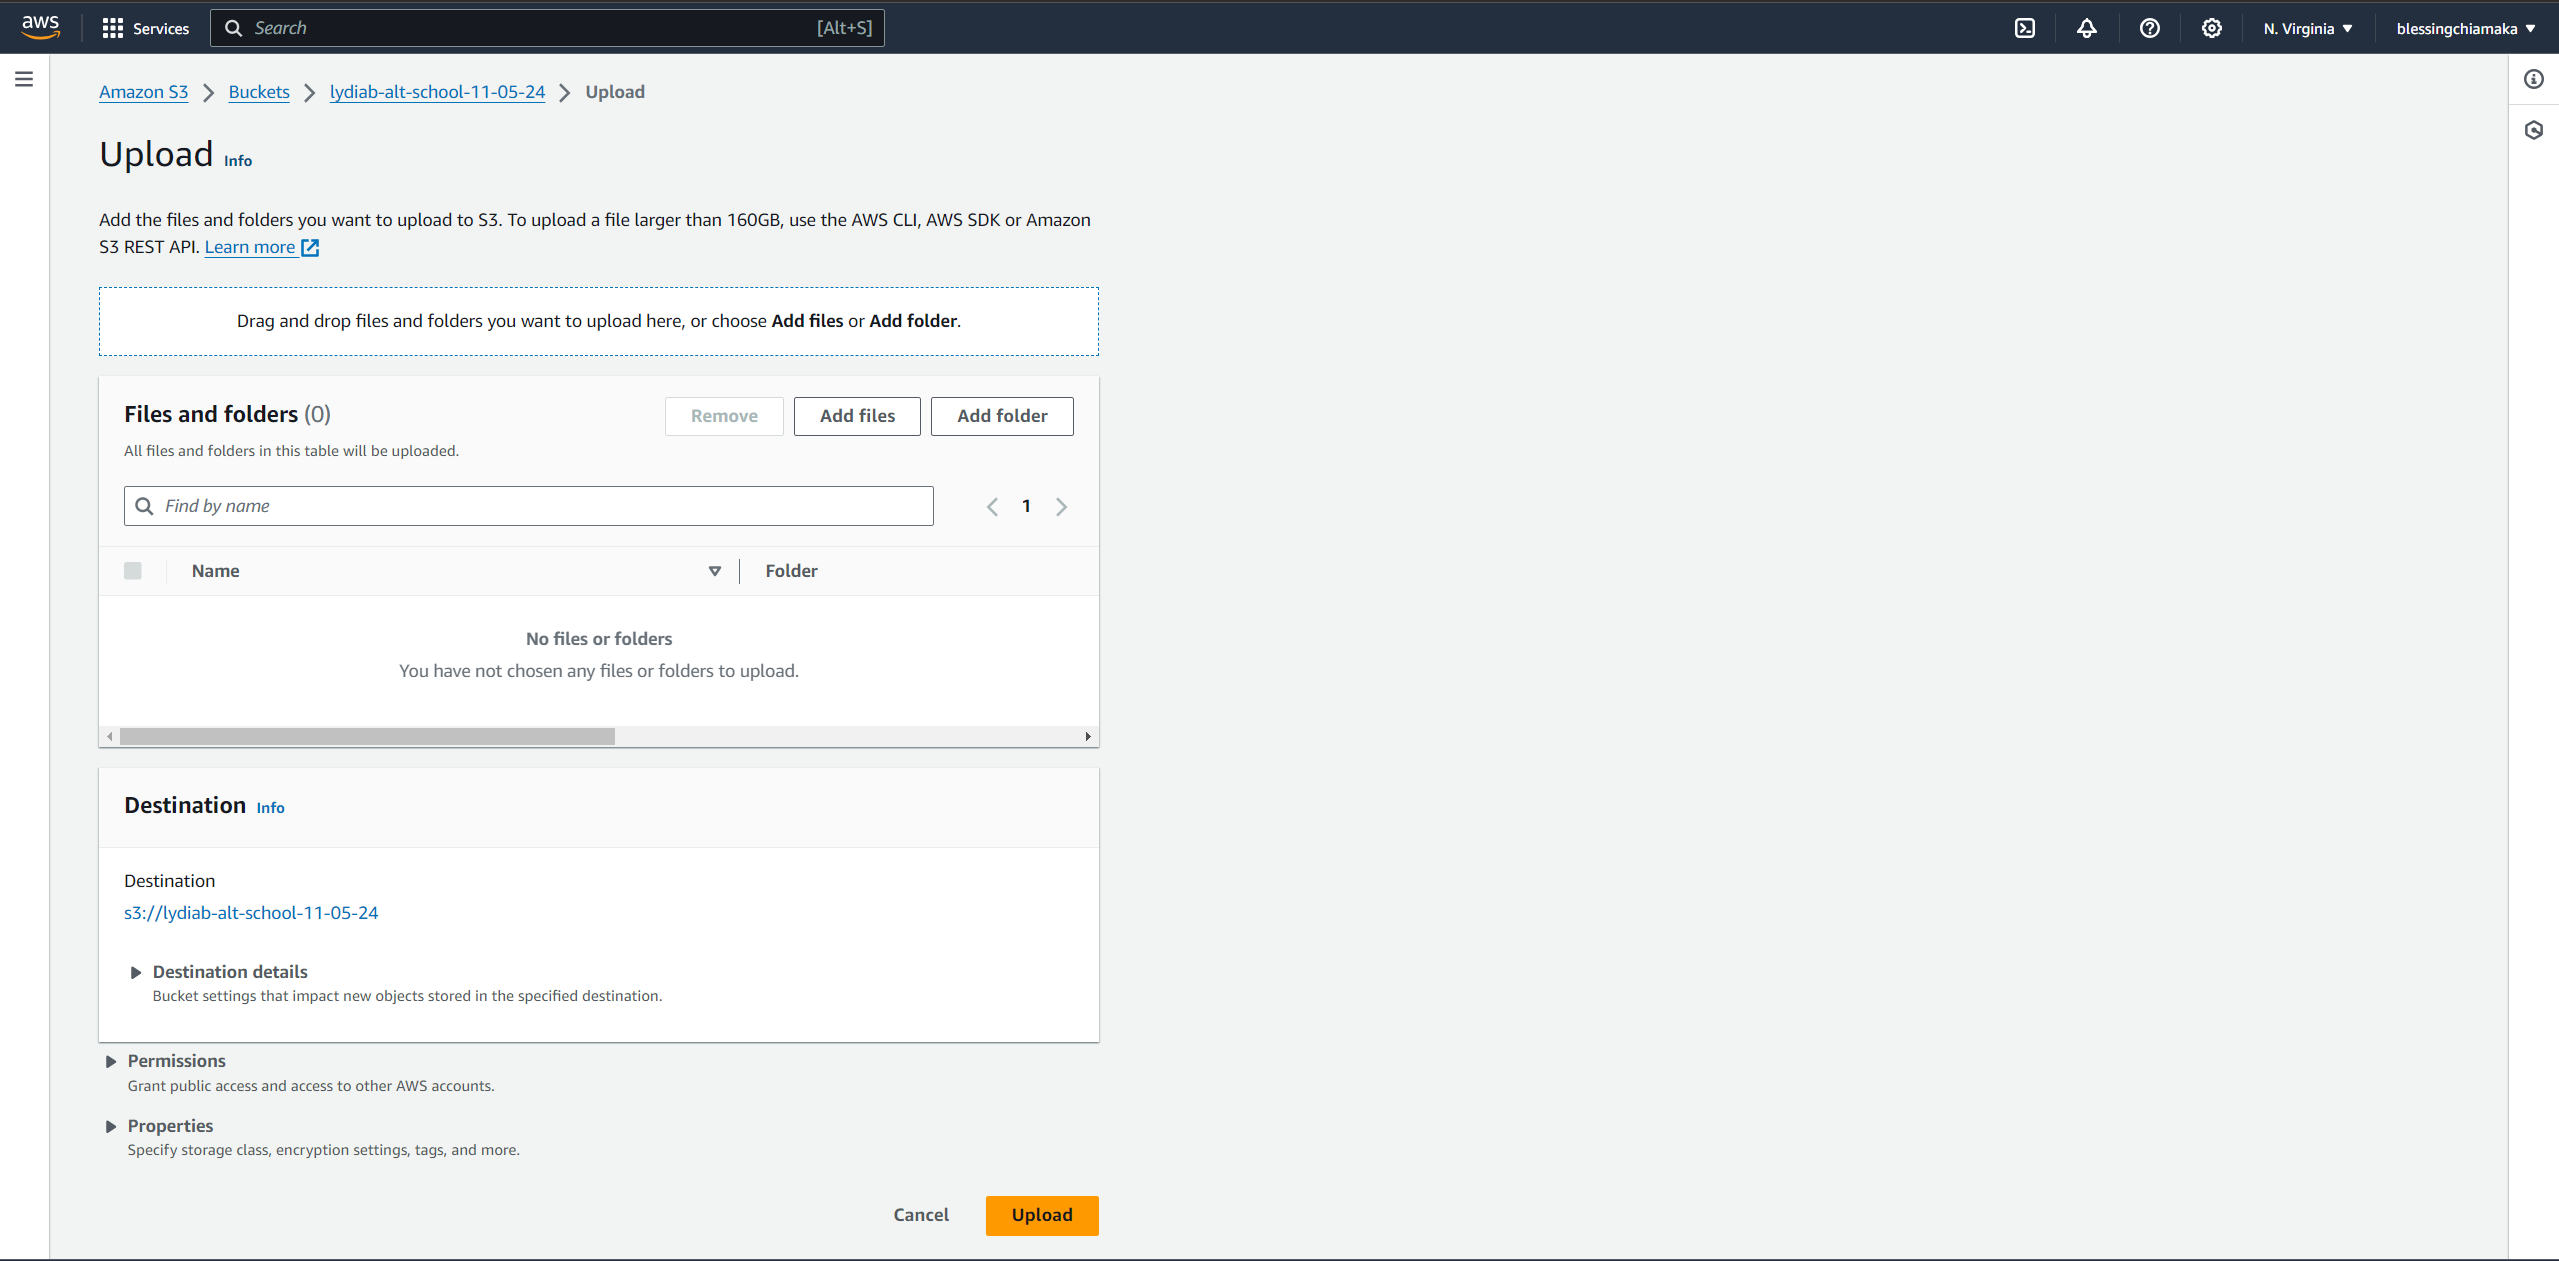 aws
Services
Search
[Alt+S]
N. Virginia
blessingchiamaka
Amazon S3 Buckets lydiab-alt-school-11-05-24 Upload
Upload Info
Add the files and folders you want to upload to S3. To upload a file larger than 160GB, use the AWS CLI, AWS SDK or Amazon
S3 REST API. Learn more
Drag and drop files and folders you want to upload here, or choose Add files or Add folder.
Files and folders (0)
Remove
Add files
Add folder
All files and folders in this table will be uploaded.
Find by name
1
Name
Folder
No files or folders
You have not chosen any files or folders to upload.
Destination Info
Destination
s3://lydiab-alt-school-11-05-24
Destination details
Bucket settings that impact new objects stored in the specified destination.
Permissions
Grant public access and access to other AWS accounts.
Properties
Specify storage class, encryption settings, tags, and more.
Cancel
Upload